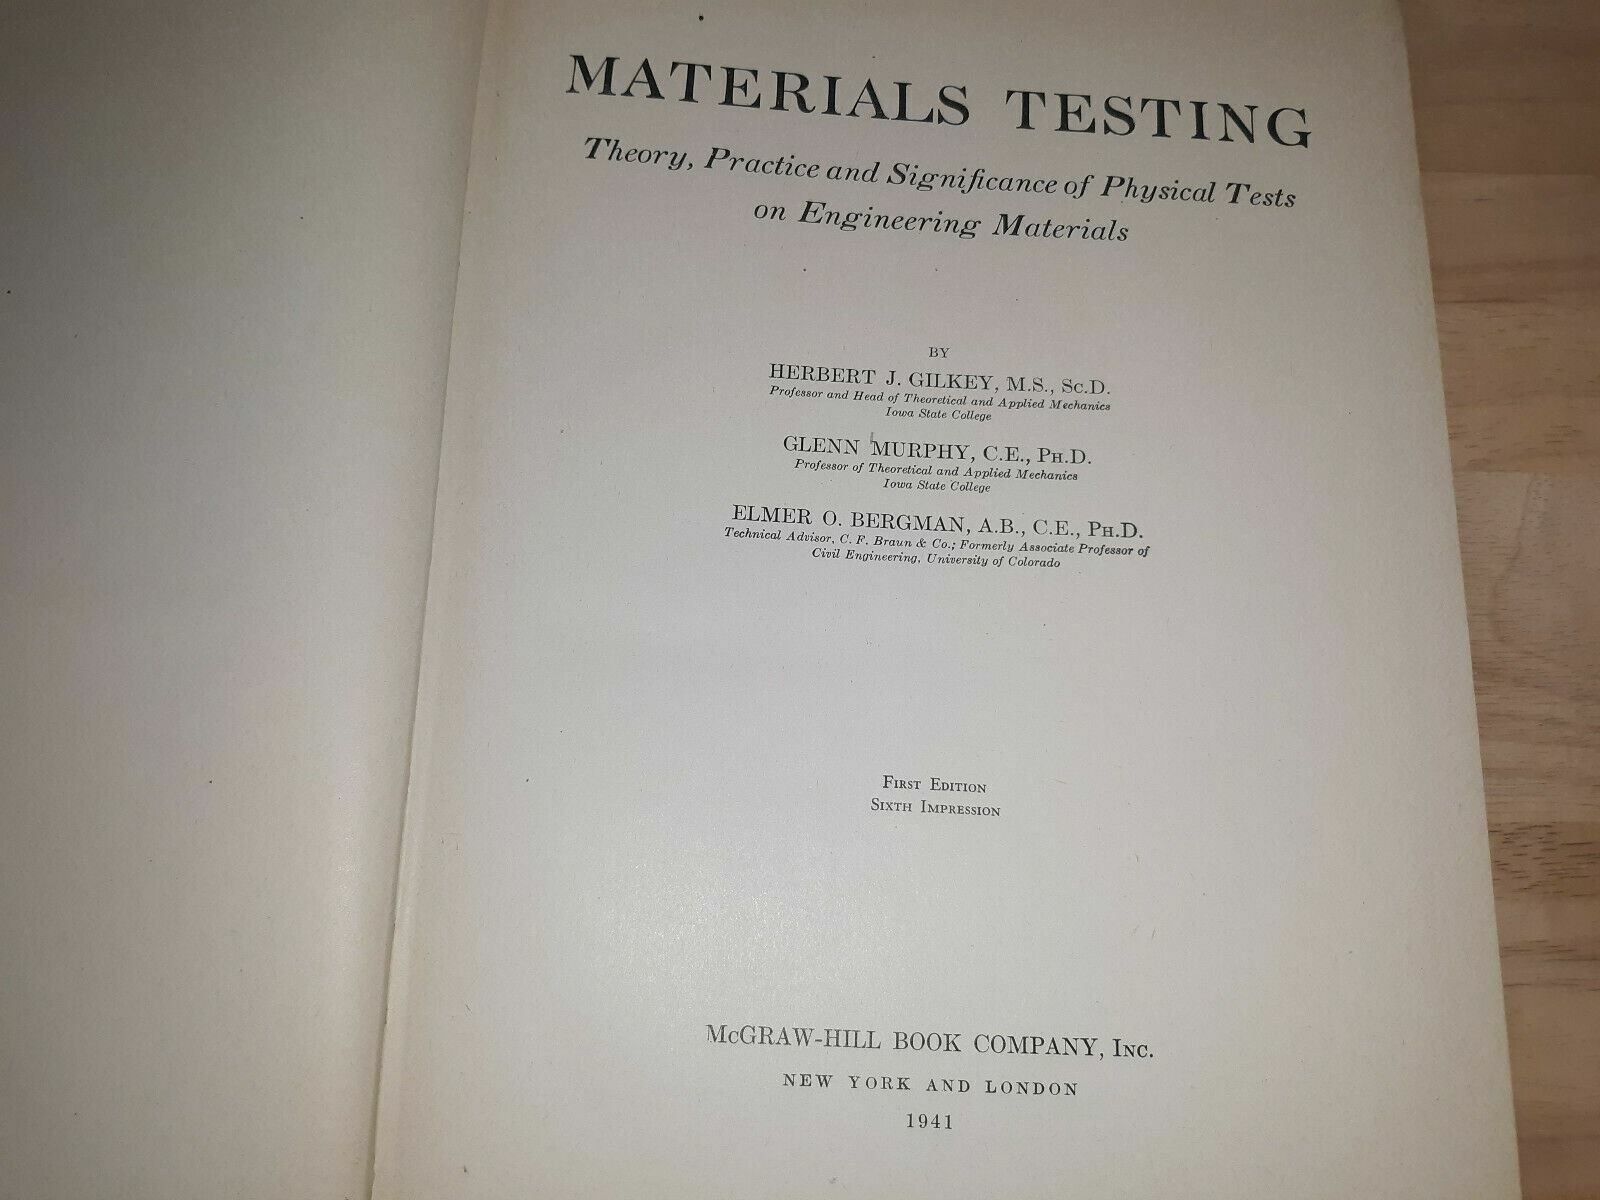 MATERIALS TESTING
Theory, Practice and Significance of Physical Tests
on Engineering Materials
BY
HERBERT J. GILKEY, M.S., Sc.D.
Professor and Head of Theoretical and Applied Mechanics
Iowa State College
GLENN MURPHY, C.E., Ph.D.
Professor of Theoretical and Applied Mechanics
Iowa State College
ELMER O. BERGMAN, A.B., C.E., Ph.D.
Technical Advisor, C. F. Braun & Co.; Formerly Associate Professor of
Civil Engineering, University of Colorado
First Edition
Sixth Impression
McGRAW-HILL BOOK COMPANY, Inc.
NEW YORK AND LONDON
1941